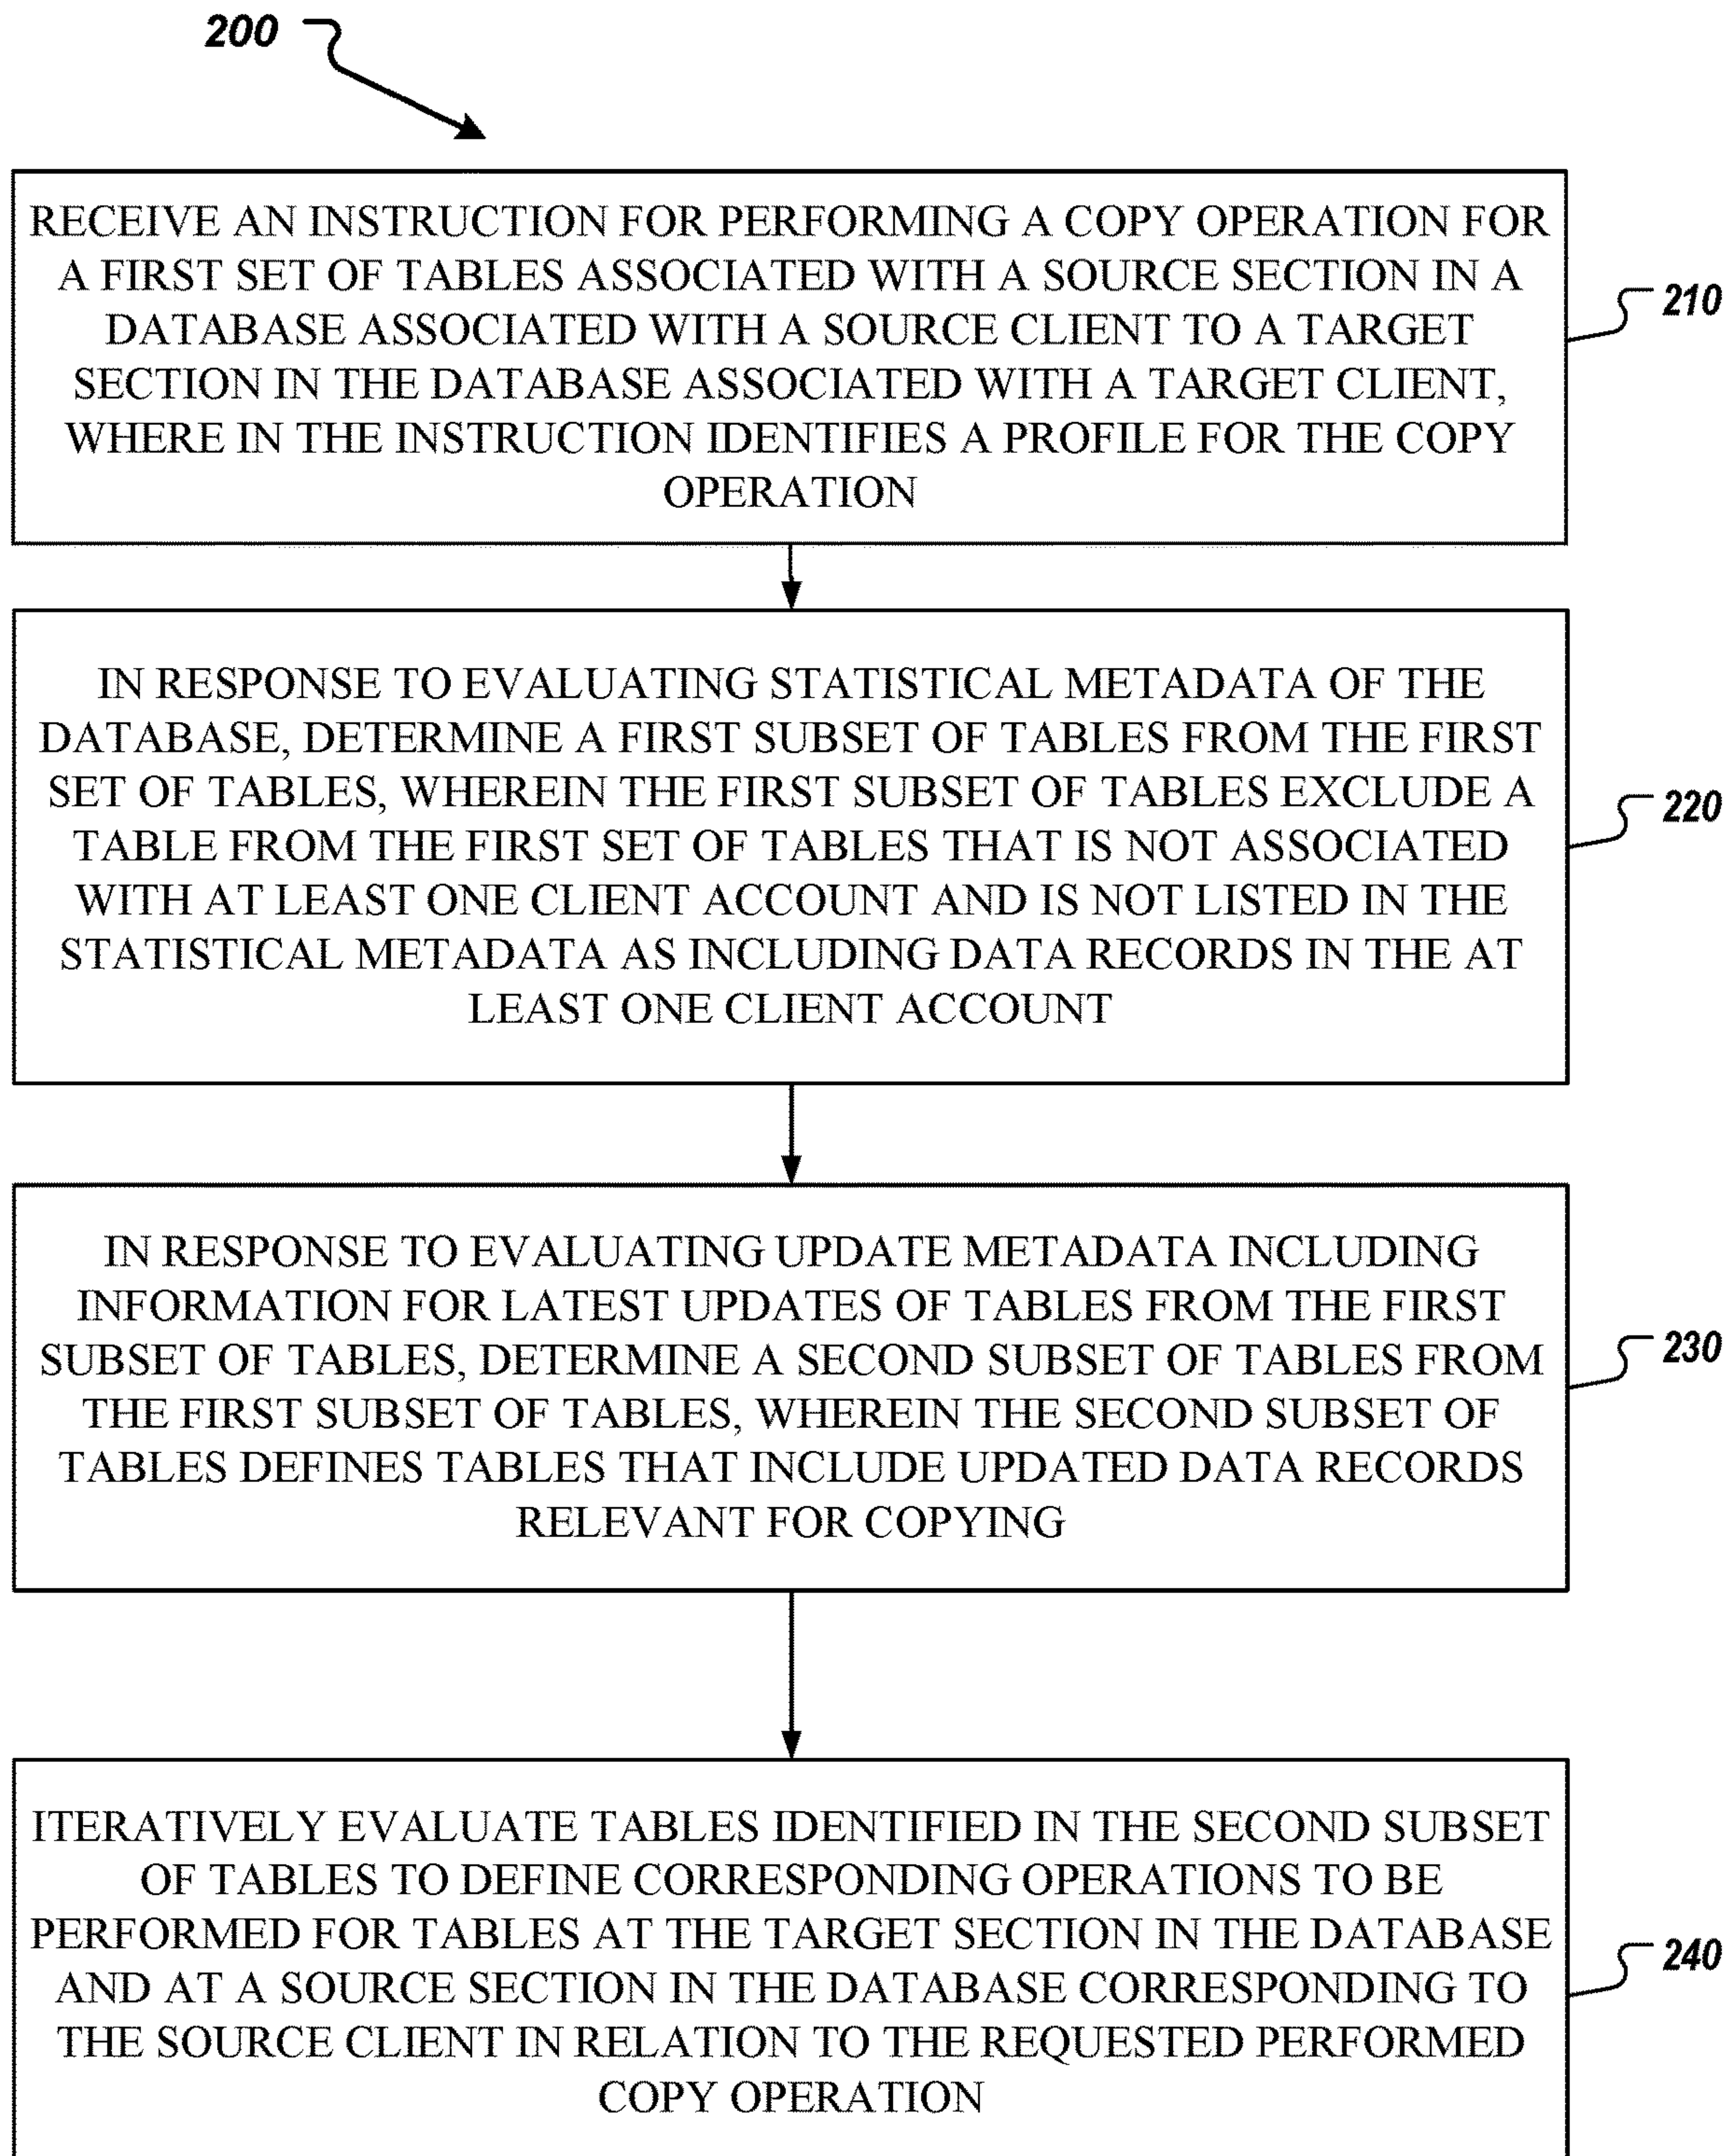 200
RECEIVE AN INSTRUCTION FOR PERFORMING A COPY OPERATION FOR
A FIRST SET OF TABLES ASSOCIATED WITH A SOURCE SECTION IN A
DATABASE ASSOCIATED WITH A SOURCE CLIENT TO A TARGET
SECTION IN THE DATABASE ASSOCIATED WITH A TARGET CLIENT,
WHERE IN THE INSTRUCTION IDENTIFIES A PROFILE FOR THE COPY
OPERATION
210
IN RESPONSE TO EVALUATING STATISTICAL METADATA OF THE
DATABASE, DETERMINE A FIRST SUBSET OF TABLES FROM THE FIRST
SET OF TABLES, WHEREIN THE FIRST SUBSET OF TABLES EXCLUDE A
TABLE FROM THE FIRST SET OF TABLES THAT IS NOT ASSOCIATED
WITH AT LEAST ONE CLIENT ACCOUNT AND IS NOT LISTED IN THE
STATISTICAL METADATA AS INCLUDING DATA RECORDS IN THE AT
LEAST ONE CLIENT ACCOUNT
220
IN RESPONSE TO EVALUATING UPDATE METADATA INCLUDING
INFORMATION FOR LATEST UPDATES OF TABLES FROM THE FIRST
SUBSET OF TABLES, DETERMINE A SECOND SUBSET OF TABLES FROM
THE FIRST SUBSET OF TABLES, WHEREIN THE SECOND SUBSET OF
TABLES DEFINES TABLES THAT INCLUDE UPDATED DATA RECORDS
RELEVANT FOR COPYING
230
ITERATIVELY EVALUATE TABLES IDENTIFIED IN THE SECOND SUBSET
OF TABLES TO DEFINE CORRESPONDING OPERATIONS TO BE
PERFORMED FOR TABLES AT THE TARGET SECTION IN THE DATABASE
AND AT A SOURCE SECTION IN THE DATABASE CORRESPONDING TO
THE SOURCE CLIENT IN RELATION TO THE REQUESTED PERFORMED
COPY OPERATION
240